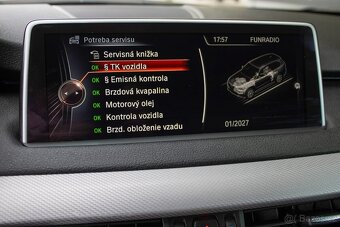 Potreba servisu
17:57
FUNRADIO
Servisná knižka
OK § TK vozidla
OK § Emisná kontrola
OK Brzdová kvapalina
OK Motorový olej
OK Kontrola vozidla
OK Brzd. obloženie vzadu
01/2027